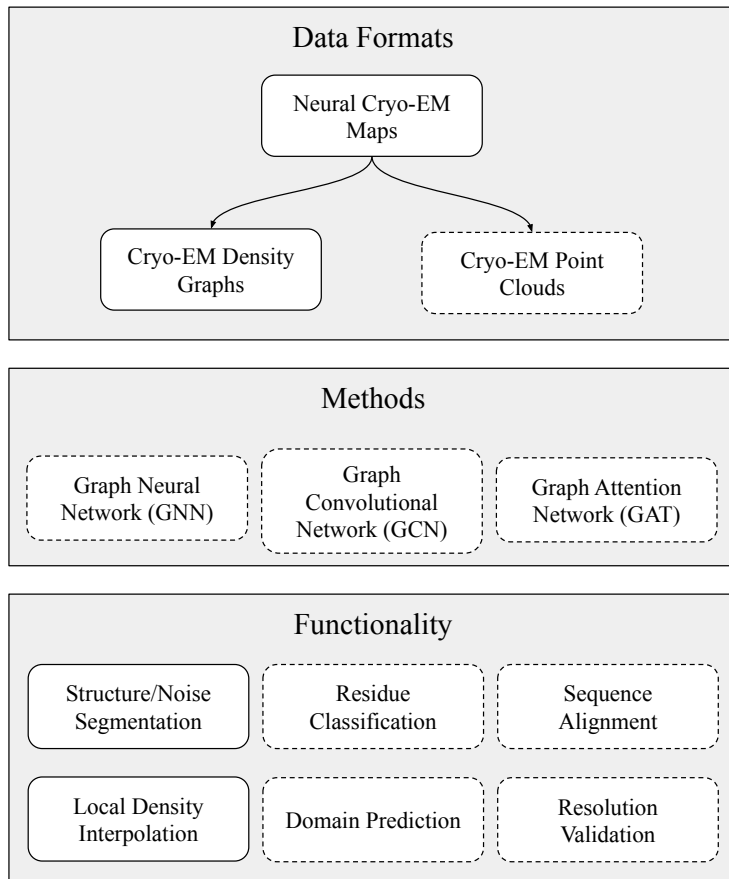 Data Formats
Neural Cryo-EM
Maps
Cryo-EM Density
Graphs
Cryo-EM Point
Clouds
Methods
Graph Neural
Network (GNN)
Graph
Convolutional
Network (GCN)
Graph Attention
Network (GAT)
Functionality
Structure/Noise
Segmentation
Residue
Classification
Sequence
Alignment
Local Density
Interpolation
Domain Prediction
Resolution
Validation